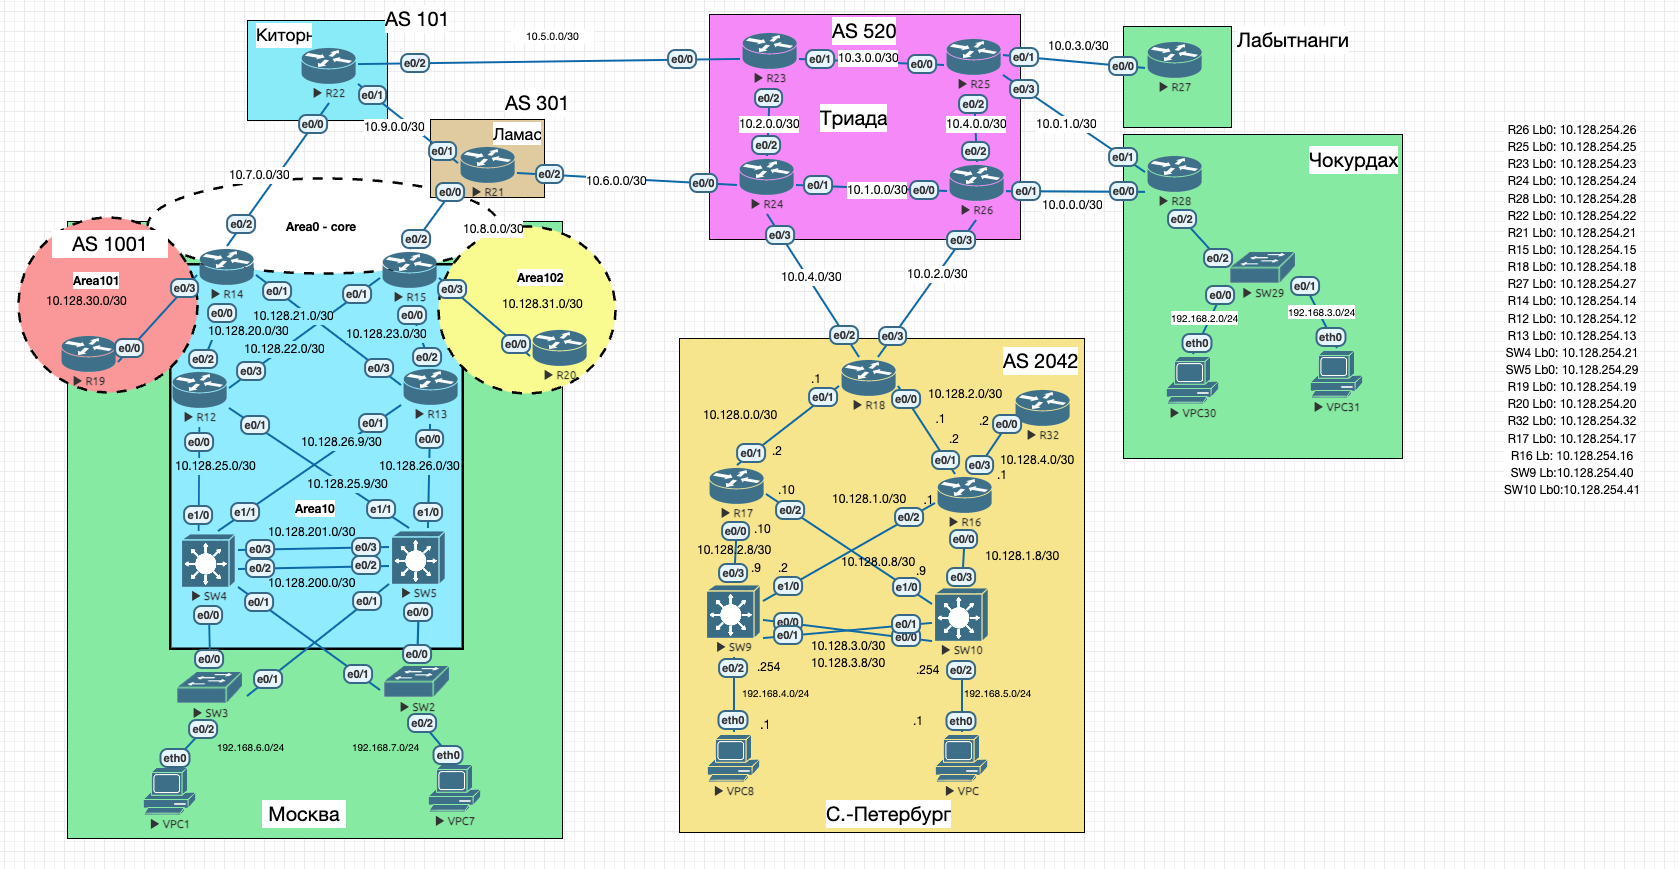 AS 101
Киторн
R22
e0/2
e0/1
e0/0
10.5.0.0/30
10.9.0.0/30
10.7.0.0/30
AS 301
Ламас
e0/1
R21
e0/2
e0/0
10.6.0.0/30
10.8.0.0/30
AS 520
Триада
e0/0
R23
e0/1
10.3.0.0/30
e0/0
R25
e0/1
e0/3
e0/2
10.2.0.0/30
e0/2
e0/2
10.4.0.0/30
e0/2
e0/0
R24
e0/1
10.1.0.0/30
e0/0
R26
e0/1
e0/3
e0/3
10.0.3.0/30
10.0.1.0/30
10.0.0.0/30
10.0.4.0/30
10.0.2.0/30
Лабытнанги
e0/0
R27
Чокурдах
e0/1
e0/0
R28
e0/2
e0/2
SW29
e0/0
e0/1
192.168.2.0/24
192.168.3.0/24
eth0
eth0
VPC30
VPC31
R26 Lb0: 10.128.254.26
R25 Lb0: 10.128.254.25
R23 Lb0: 10.128.254.23
R24 Lb0: 10.128.254.24
R28 Lb0: 10.128.254.28
R22 Lb0: 10.128.254.22
R21 Lb0: 10.128.254.21
R15 Lb0: 10.128.254.15
R18 Lb0: 10.128.254.18
R27 Lb0: 10.128.254.27
R14 Lb0: 10.128.254.14
R12 Lb0: 10.128.254.12
R13 Lb0: 10.128.254.13
SW4 Lb0: 10.128.254.21
SW5 Lb0: 10.128.254.29
R19 Lb0: 10.128.254.19
R20 Lb0: 10.128.254.20
R32 Lb0: 10.128.254.32
R17 Lb0: 10.128.254.17
R16 Lb: 10.128.254.16
SW9 Lb:10.128.254.40
SW10 Lb0:10.128.254.41
Area0 - core
AS 1001
Area101
10.128.30.0/30
e0/3
e0/0
R19
e0/2
R14
e0/1
e0/0
e0/2
R15
e0/1
e0/3
e0/0
Area102
10.128.31.0/30
e0/0
R20
10.128.21.0/30
10.128.20.0/30
10.128.23.0/30
10.128.22.0/30
e0/2
e0/3
R12
e0/1
e0/0
e0/2
e0/3
R13
e0/1
e0/0
10.128.26.9/30
10.128.25.0/30
10.128.26.0/30
10.128.25.9/30
Area10
e1/0
e1/1
e1/1
e1/0
10.128.201.0/30
e0/3
e0/3
e0/2
e0/2
10.128.200.0/30
SW4
SW5
e0/1
e0/0
e0/1
e0/0
e0/0
e0/1
e0/1
e0/0
SW3
SW2
e0/2
e0/2
192.168.6.0/24
192.168.7.0/24
eth0
eth0
VPC1
VPC7
Москва
AS 2042
e0/2
e0/3
R18
.1
e0/1
e0/0
.1
10.128.0.0/30
10.128.2.0/30
e0/1
.2
R17
.10
e0/2
e0/0
.10
.2
e0/0
R32
10.128.4.0/30
.2
e0/1
e0/3
.1
10.128.1.0/30
.1
e0/2
R16
e0/0
10.128.2.8/30
10.128.0.8/30
10.128.1.8/30
e0/3
.9
.2
e1/0
.9
e1/0
e0/3
SW9
e0/0
e0/1
e0/1
e0/0
SW10
10.128.3.0/30
10.128.3.8/30
e0/2
.254
.254
e0/2
192.168.4.0/24
192.168.5.0/24
eth0
.1
.1
eth0
VPC8
VPC
С.-Петербург